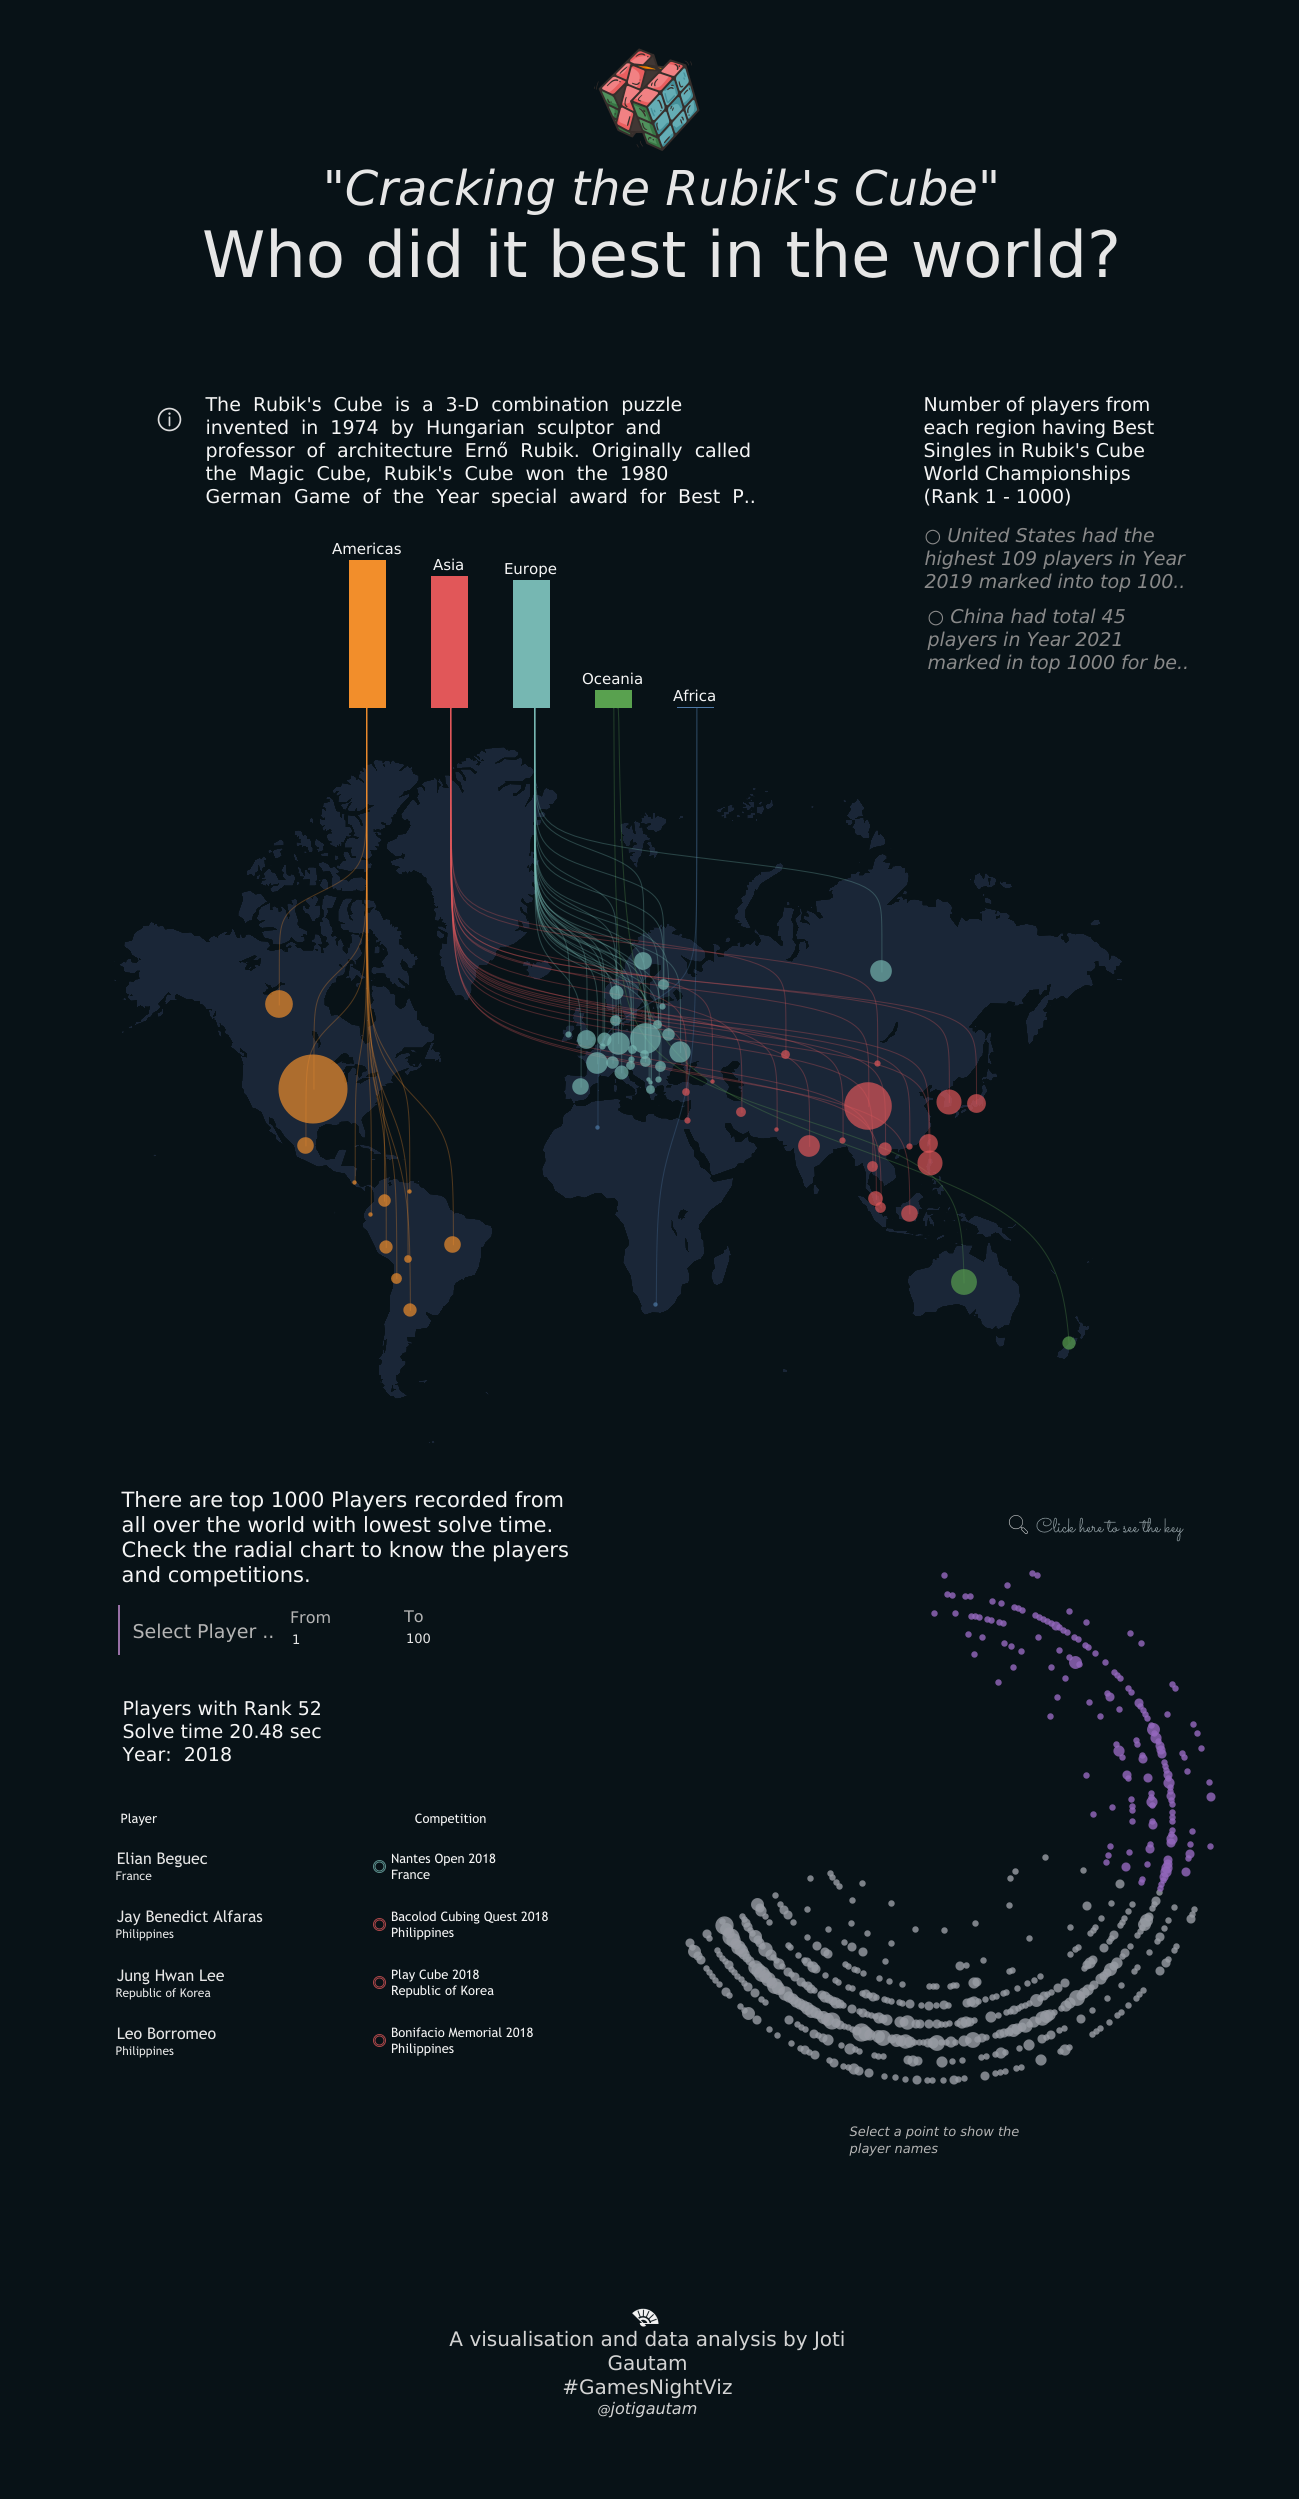 "Cracking the Rubik's Cube"
Who did it best in the world?
The Rubik's Cube is a 3-D combination puzzle
invented in 1974 by Hungarian sculptor and
professor of architecture Ernő Rubik. Originally called
the Magic Cube, Rubik's Cube won the 1980
German Game of the Year special award for Best P..
Number of players from
each region having Best
Singles in Rubik's Cube
World Championships
(Rank 1 - 1000)
○ United States had the
highest 109 players in Year
2019 marked into top 100..
○ China had total 45
players in Year 2021
marked in top 1000 for be..
Americas
Asia
Europe
Oceania
Africa
There are top 1000 Players recorded from
all over the world with lowest solve time.
Check the radial chart to know the players
and competitions.
Click here to see the key
Select Player ..
From
1
To
100
Players with Rank 52
Solve time 20.48 sec
Year: 2018
Player
Competition
Elian Beguec
France
Nantes Open 2018
France
Jay Benedict Alfaras
Philippines
Bacolod Cubing Quest 2018
Philippines
Jung Hwan Lee
Republic of Korea
Play Cube 2018
Republic of Korea
Leo Borromeo
Philippines
Bonifacio Memorial 2018
Philippines
Select a point to show the
player names
A visualisation and data analysis by Joti
Gautam
#GamesNightViz
@jotigautam